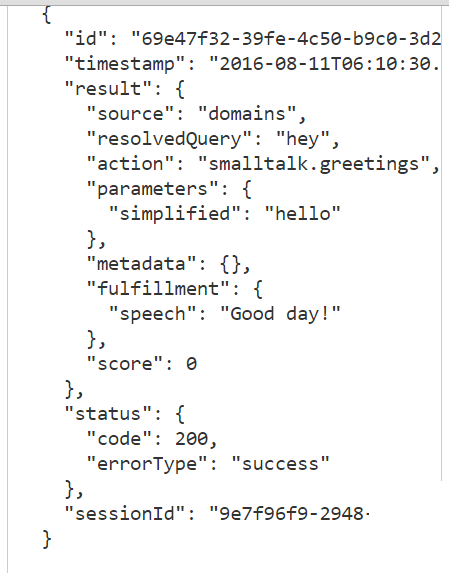 {
"id": "69e47f32-39fe-4c50-b9c0-3d2
"timestamp": "2016-08-11T06:10:30.
"result": {
"source": "domains",
"resolvedQuery": "hey",
"action": "smalltalk.greetings",
"parameters": {
"simplified": "hello"
},
"metadata": {},
"fulfillment": {
"speech": "Good day!"
},
"score": 0
},
"status": {
"code": 200,
"errorType": "success"
},
"sessionId": "9e7f96f9-2948-
}